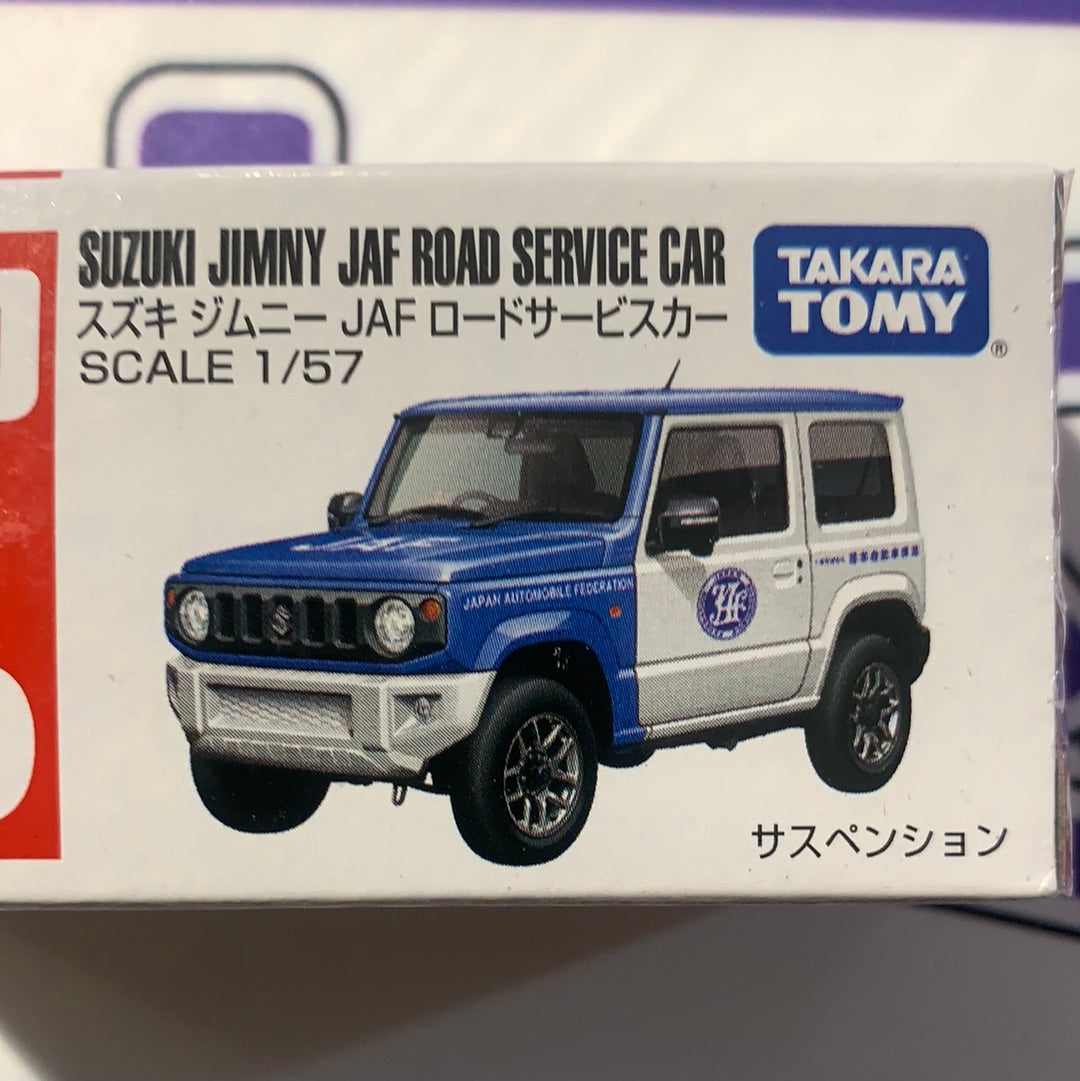 SUZUKI JIMNY JAF ROAD SERVICE CAR
スズキ ジムニー JAF ロードサービスカー
SCALE 1/57
TAKARA
TOMY
®
JAPAN AUTOMOBILE FEDERATION
JAF
サスペンション